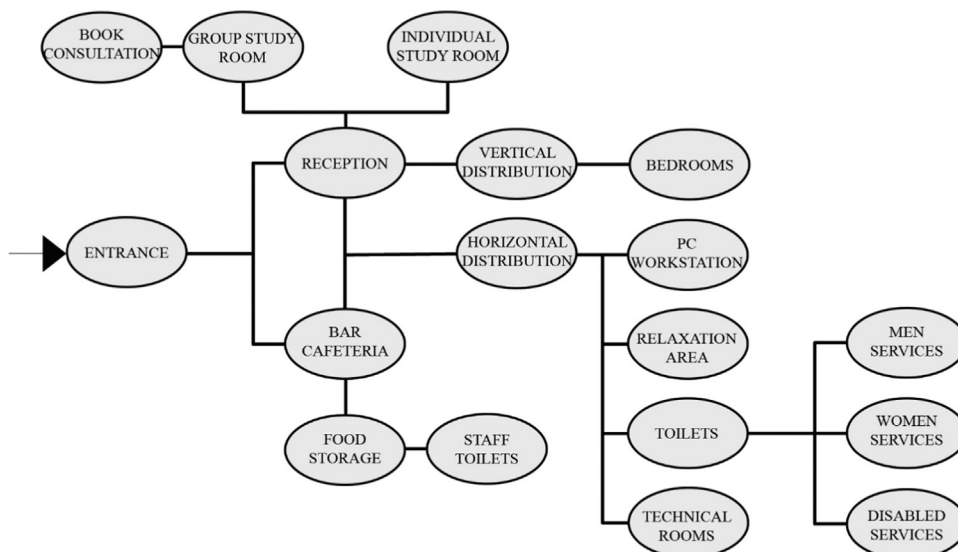 BOOK
CONSULTATION
GROUP STUDY
ROOM
INDIVIDUAL
STUDY ROOM
RECEPTION
VERTICAL
DISTRIBUTION
BEDROOMS
ENTRANCE
HORIZONTAL
DISTRIBUTION
PC
WORKSTATION
BAR
CAFETERIA
RELAXATION
AREA
MEN
SERVICES
FOOD
STORAGE
STAFF
TOILETS
TOILETS
WOMEN
SERVICES
TECHNICAL
ROOMS
DISABLED
SERVICES